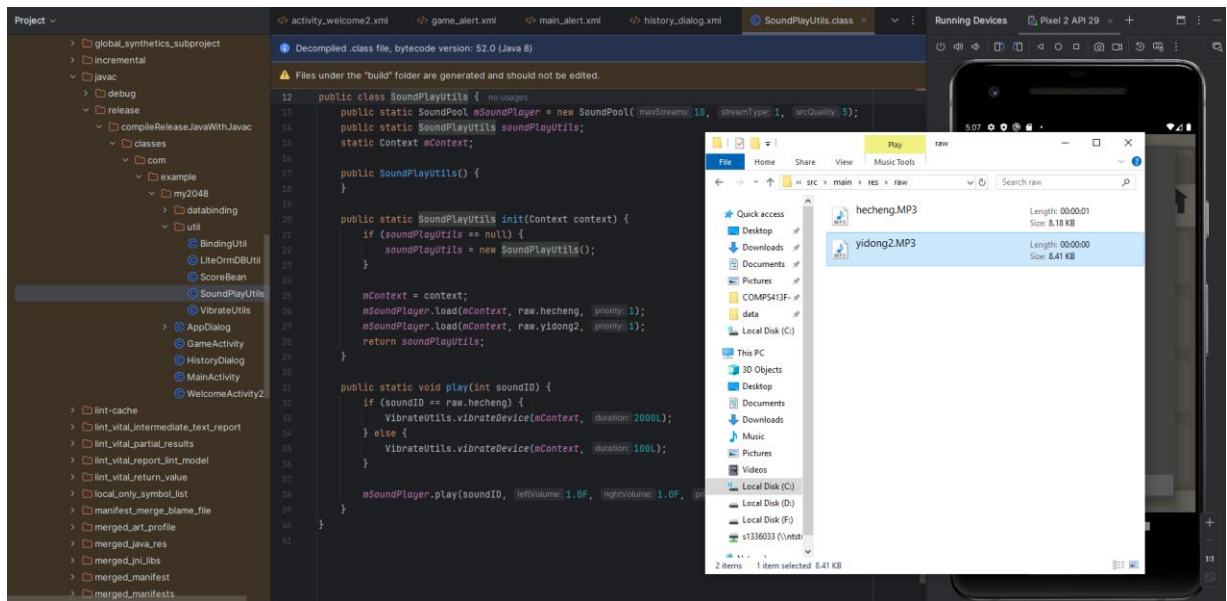 Project
activity_welcome2.xml
game_alert.xml
main_alert.xml
history_dialog.xml
SoundPlayUtils.class
Running Devices
Pixel 2 API 29
global_synthetics_subproject
incremental
javac
debug
release
compileReleaseJavaWithJavac
classes
com
example
my2048
databinding
util
BindingUtil
LiteOrmDBUtil
ScoreBean
SoundPlayUtils
VibrateUtils
AppDialog
GameActivity
HistoryDialog
MainActivity
WelcomeActivity2
lint-cache
lint_vital_intermediate_text_report
lint_vital_partial_results
lint_vital_report_lint_model
lint_vital_return_value
local_only_symbol_list
manifest_merge_blame_file
merged_art_profile
merged_java_res
merged_jni_libs
merged_manifest
merged_manifests
Decompiled .class file, bytecode version: 52.0 (Java 8)
Files under the "build" folder are generated and should not be edited.
12 public class SoundPlayUtils { no usages
13 public static SoundPool mSoundPlayer = new SoundPool( maxStreams: 10, streamType: 1, srcQuality: 5);
14 public static SoundPlayUtils soundPlayUtils;
15 static Context mContext;
16
17 public SoundPlayUtils() {
18 }
19
20 public static SoundPlayUtils init(Context context) {
21 if (soundPlayUtils == null) {
22 soundPlayUtils = new SoundPlayUtils();
23 }
24
25 mContext = context;
26 mSoundPlayer.load(mContext, raw.hecheng, priority: 1);
27 mSoundPlayer.load(mContext, raw.yidong2, priority: 1);
28 return soundPlayUtils;
29 }
30
31 public static void play(int soundID) {
32 if (soundID == raw.hecheng) {
33 VibrateUtils.vibrateDevice(mContext, duration: 2000L);
34 } else {
35 VibrateUtils.vibrateDevice(mContext, duration: 100L);
36 }
37
38 mSoundPlayer.play(soundID, leftVolume: 1.0F, rightVolume: 1.0F,
39 }
40 }
41
5:07
Play
raw
File
Home
Share
View
Music Tools
« src › main › res › raw
Search raw
Quick access
Desktop
Downloads
Documents
Pictures
COMPS413F-
data
Local Disk (C:)
This PC
3D Objects
Desktop
Documents
Downloads
Music
Pictures
Videos
Local Disk (C:)
Local Disk (D:)
Local Disk (F:)
s1336033 (\\ntstr
hecheng.MP3
Length: 00:00:01
Size: 8.18 KB
yidong2.MP3
Length: 00:00:00
Size: 8.41 KB
2 items 1 item selected 8.41 KB
1:1